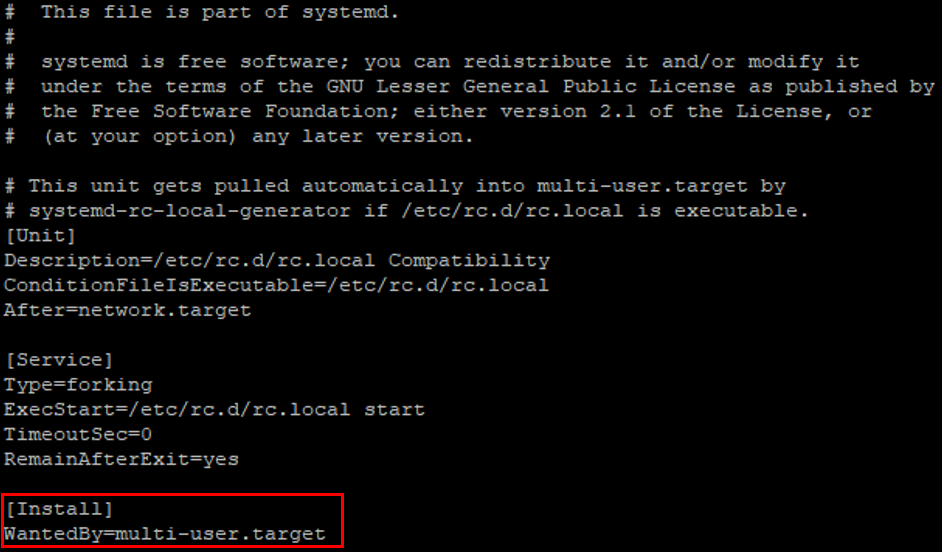 #  This file is part of systemd.
#
#  systemd is free software; you can redistribute it and/or modify it
#  under the terms of the GNU Lesser General Public License as published by
#  the Free Software Foundation; either version 2.1 of the License, or
#  (at your option) any later version.

# This unit gets pulled automatically into multi-user.target by
# systemd-rc-local-generator if /etc/rc.d/rc.local is executable.
[Unit]
Description=/etc/rc.d/rc.local Compatibility
ConditionFileIsExecutable=/etc/rc.d/rc.local
After=network.target

[Service]
Type=forking
ExecStart=/etc/rc.d/rc.local start
TimeoutSec=0
RemainAfterExit=yes

[Install]
WantedBy=multi-user.target